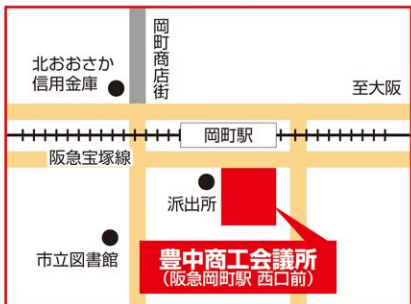 岡町商店街
北おおさか
信用金庫
至大阪
岡町駅
阪急宝塚線
派出所
市立図書館
豊中商工会議所
(阪急岡町駅 西口前)